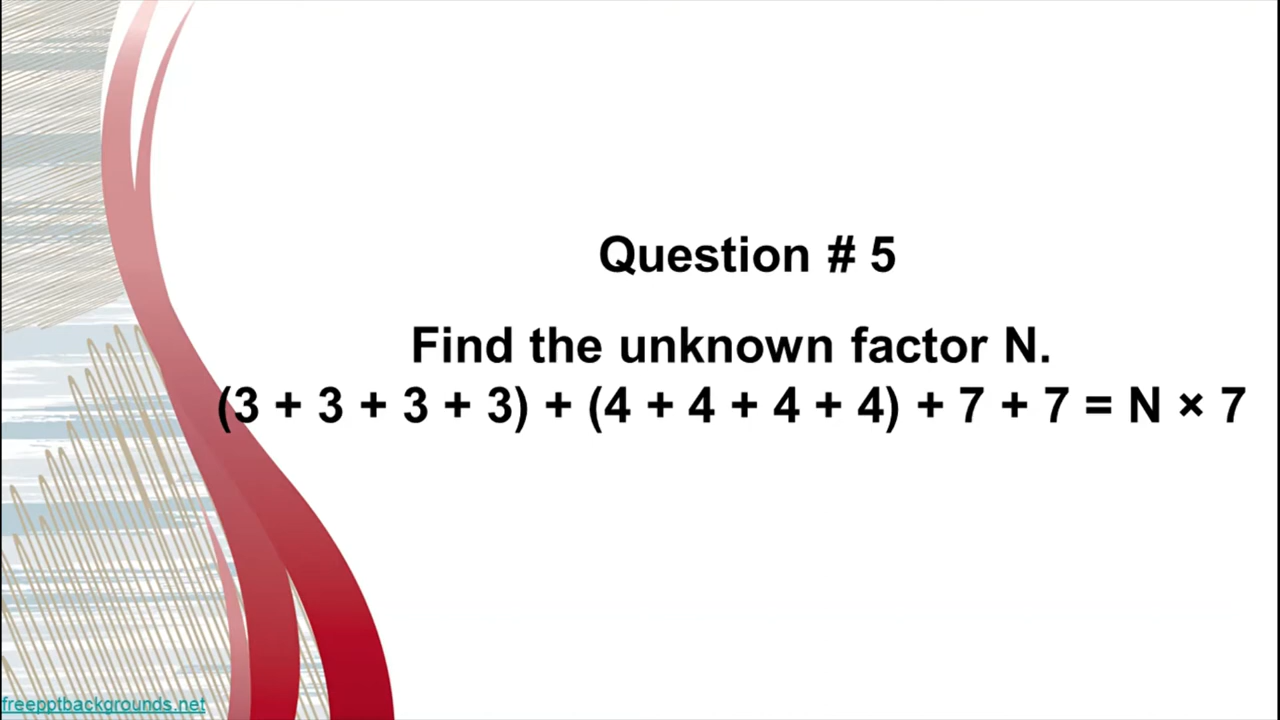 Question # 5
Find the unknown factor N.
(3 + 3 + 3 + 3) + (4 + 4 + 4 + 4) + 7 + 7 = N × 7
freepptbackgrounds.net